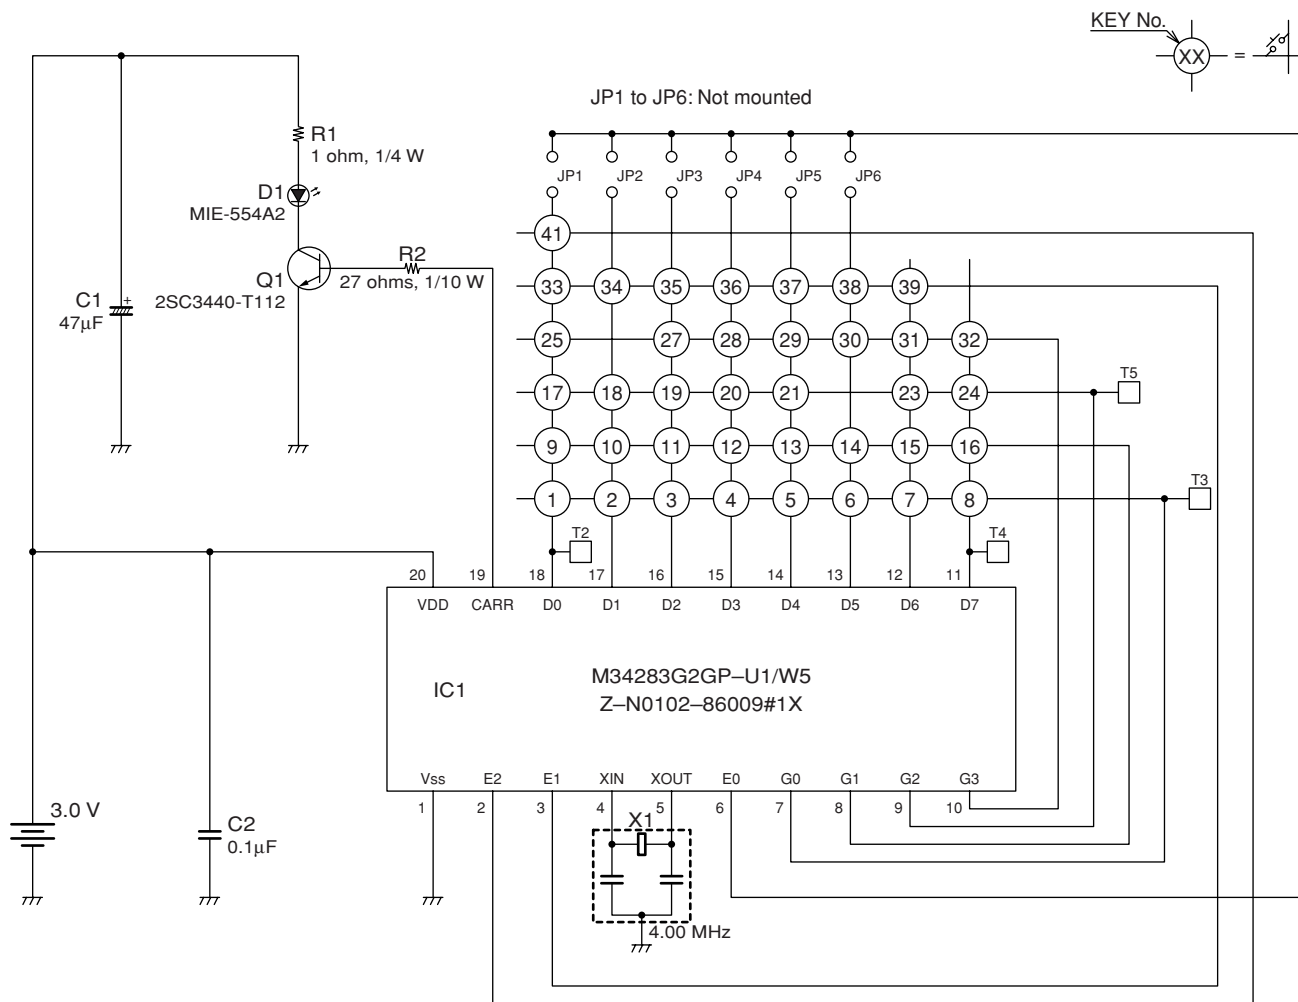 KEY No.
XX =
JP1 to JP6: Not mounted
R1
1 ohm, 1/4 W
JP1 JP2 JP3 JP4 JP5 JP6
D1
MIE-554A2
41
R2
27 ohms, 1/10 W
Q1
2SC3440-T112
33 34 35 36 37 38 39
C1
+
47µF
25 27 28 29 30 31 32
T5
17 18 19 20 21 23 24
9 10 11 12 13 14 15 16
T3
1 2 3 4 5 6 7 8
T2 T4
20 19 18 17 16 15 14 13 12 11
VDD CARR D0 D1 D2 D3 D4 D5 D6 D7
IC1
M34283G2GP–U1/W5
Z–N0102–86009#1X
Vss E2 E1 XIN XOUT E0 G0 G1 G2 G3
1 2 3 4 5 6 7 8 9 10
3.0 V
C2
0.1µF
X1
4.00 MHz